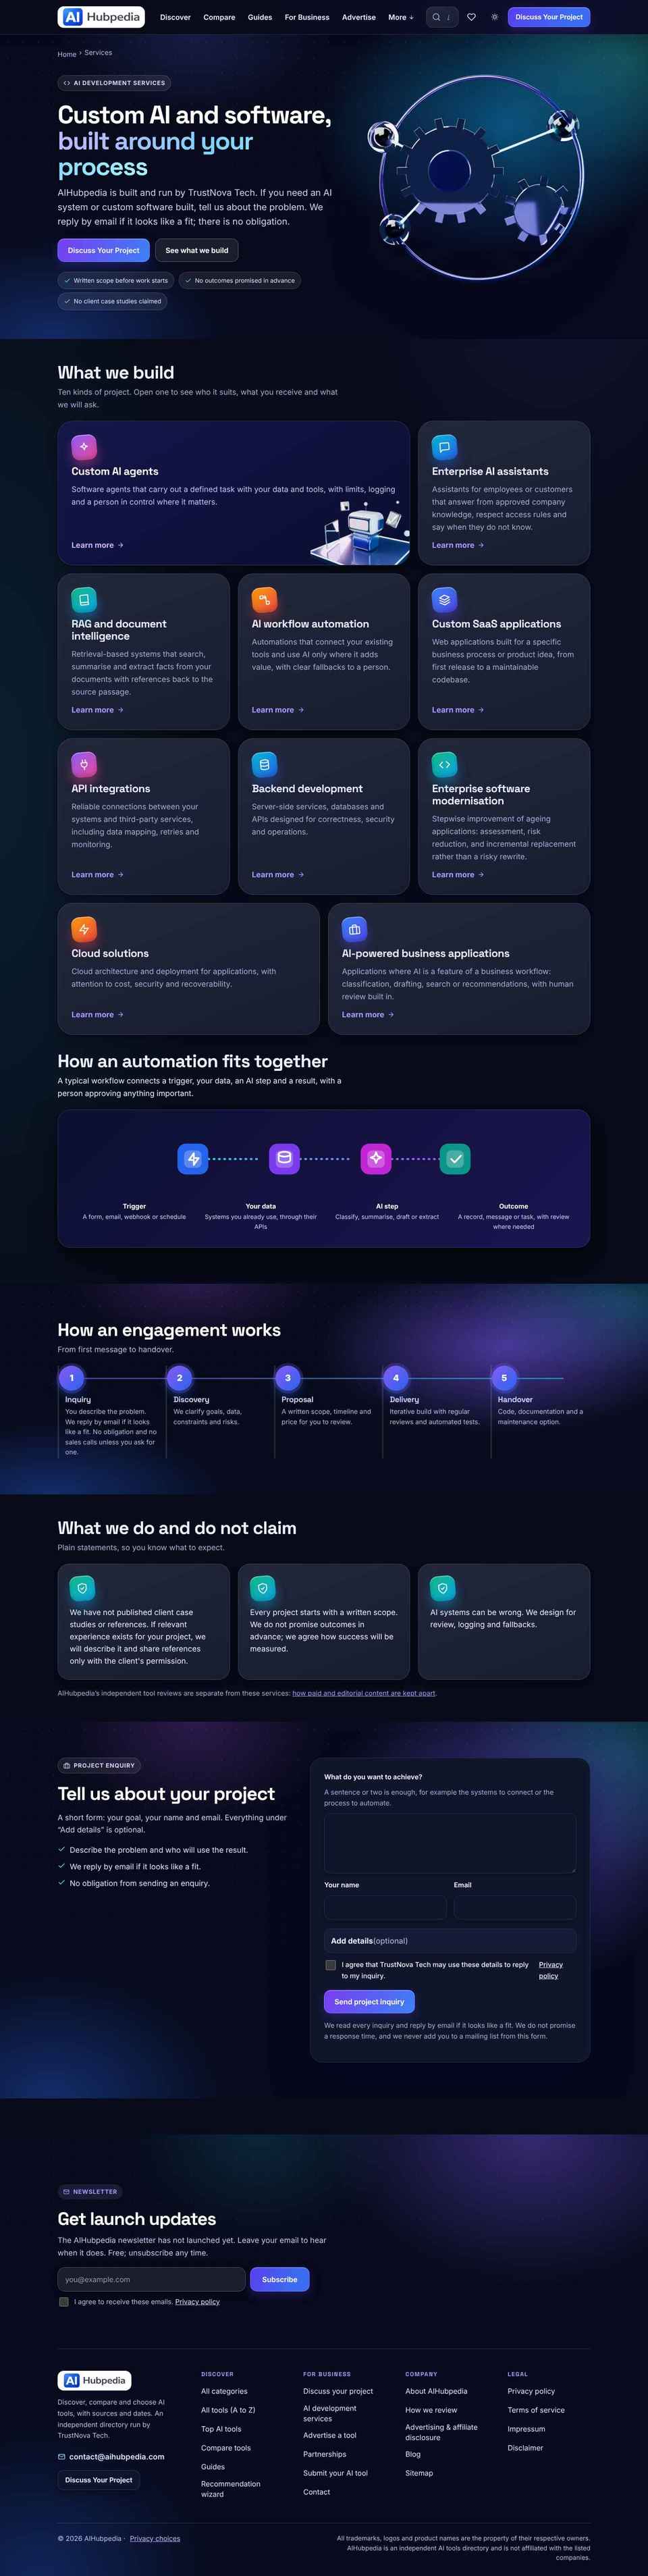 AI Hubpedia
Discover
Compare
Guides
For Business
Advertise
More
Discuss Your Project
Home › Services
AI DEVELOPMENT SERVICES
Custom AI and software,
built around your
process
AIHubpedia is built and run by TrustNova Tech. If you need an AI
system or custom software built, tell us about the problem. We
reply by email if it looks like a fit; there is no obligation.
Discuss Your Project
See what we build
Written scope before work starts
No outcomes promised in advance
No client case studies claimed
What we build
Ten kinds of project. Open one to see who it suits, what you receive and what
we will ask.
Custom AI agents
Software agents that carry out a defined task with your data and tools, with limits, logging
and a person in control where it matters.
Learn more →
Enterprise AI assistants
Assistants for employees or customers
that answer from approved company
knowledge, respect access rules and
say when they do not know.
Learn more →
RAG and document
intelligence
Retrieval-based systems that search,
summarise and extract facts from your
documents with references back to the
source passage.
Learn more →
AI workflow automation
Automations that connect your existing
tools and use AI only where it adds
value, with clear fallbacks to a person.
Learn more →
Custom SaaS applications
Web applications built for a specific
business process or product idea, from
first release to a maintainable
codebase.
Learn more →
API integrations
Reliable connections between your
systems and third-party services,
including data mapping, retries and
monitoring.
Learn more →
Backend development
Server-side services, databases and
APIs designed for correctness, security
and operations.
Learn more →
Enterprise software
modernisation
Stepwise improvement of ageing
applications: assessment, risk
reduction, and incremental replacement
rather than a risky rewrite.
Learn more →
Cloud solutions
Cloud architecture and deployment for applications, with
attention to cost, security and recoverability.
Learn more →
AI-powered business applications
Applications where AI is a feature of a business workflow:
classification, drafting, search or recommendations, with human
review built in.
Learn more →
How an automation fits together
A typical workflow connects a trigger, your data, an AI step and a result, with a
person approving anything important.
Trigger
A form, email, webhook or schedule
Your data
Systems you already use, through their
APIs
AI step
Classify, summarise, draft or extract
Outcome
A record, message or task, with review
where needed
How an engagement works
From first message to handover.
1
Inquiry
You describe the problem.
We reply by email if it looks
like a fit. No obligation and no
sales calls unless you ask for
one.
2
Discovery
We clarify goals, data,
constraints and risks.
3
Proposal
A written scope, timeline and
price for you to review.
4
Delivery
Iterative build with regular
reviews and automated tests.
5
Handover
Code, documentation and a
maintenance option.
What we do and do not claim
Plain statements, so you know what to expect.
We have not published client case
studies or references. If relevant
experience exists for your project, we
will describe it and share references
only with the client's permission.
Every project starts with a written scope.
We do not promise outcomes in
advance; we agree how success will be
measured.
AI systems can be wrong. We design for
review, logging and fallbacks.
AIHubpedia's independent tool reviews are separate from these services: how paid and editorial content are kept apart.
PROJECT ENQUIRY
Tell us about your project
A short form: your goal, your name and email. Everything under
“Add details” is optional.
Describe the problem and who will use the result.
We reply by email if it looks like a fit.
No obligation from sending an enquiry.
What do you want to achieve?
A sentence or two is enough, for example the systems to connect or the
process to automate.
Your name
Email
Add details(optional)
I agree that TrustNova Tech may use these details to reply
to my inquiry.
Privacy
policy
Send project inquiry
We read every inquiry and reply by email if it looks like a fit. We do not promise
a response time, and we never add you to a mailing list from this form.
NEWSLETTER
Get launch updates
The AIHubpedia newsletter has not launched yet. Leave your email to hear
when it does. Free; unsubscribe any time.
you@example.com
Subscribe
I agree to receive these emails. Privacy policy
AI Hubpedia
Discover, compare and choose AI
tools, with sources and dates. An
independent directory run by
TrustNova Tech.
contact@aihubpedia.com
Discuss Your Project
DISCOVER
All categories
All tools (A to Z)
Top AI tools
Compare tools
Guides
Recommendation
wizard
FOR BUSINESS
Discuss your project
AI development
services
Advertise a tool
Partnerships
Submit your AI tool
Contact
COMPANY
About AIHubpedia
How we review
Advertising & affiliate
disclosure
Blog
Sitemap
LEGAL
Privacy policy
Terms of service
Impressum
Disclaimer
© 2026 AIHubpedia · Privacy choices
All trademarks, logos and product names are the property of their respective owners.
AIHubpedia is an independent AI tools directory and is not affiliated with the listed
companies.